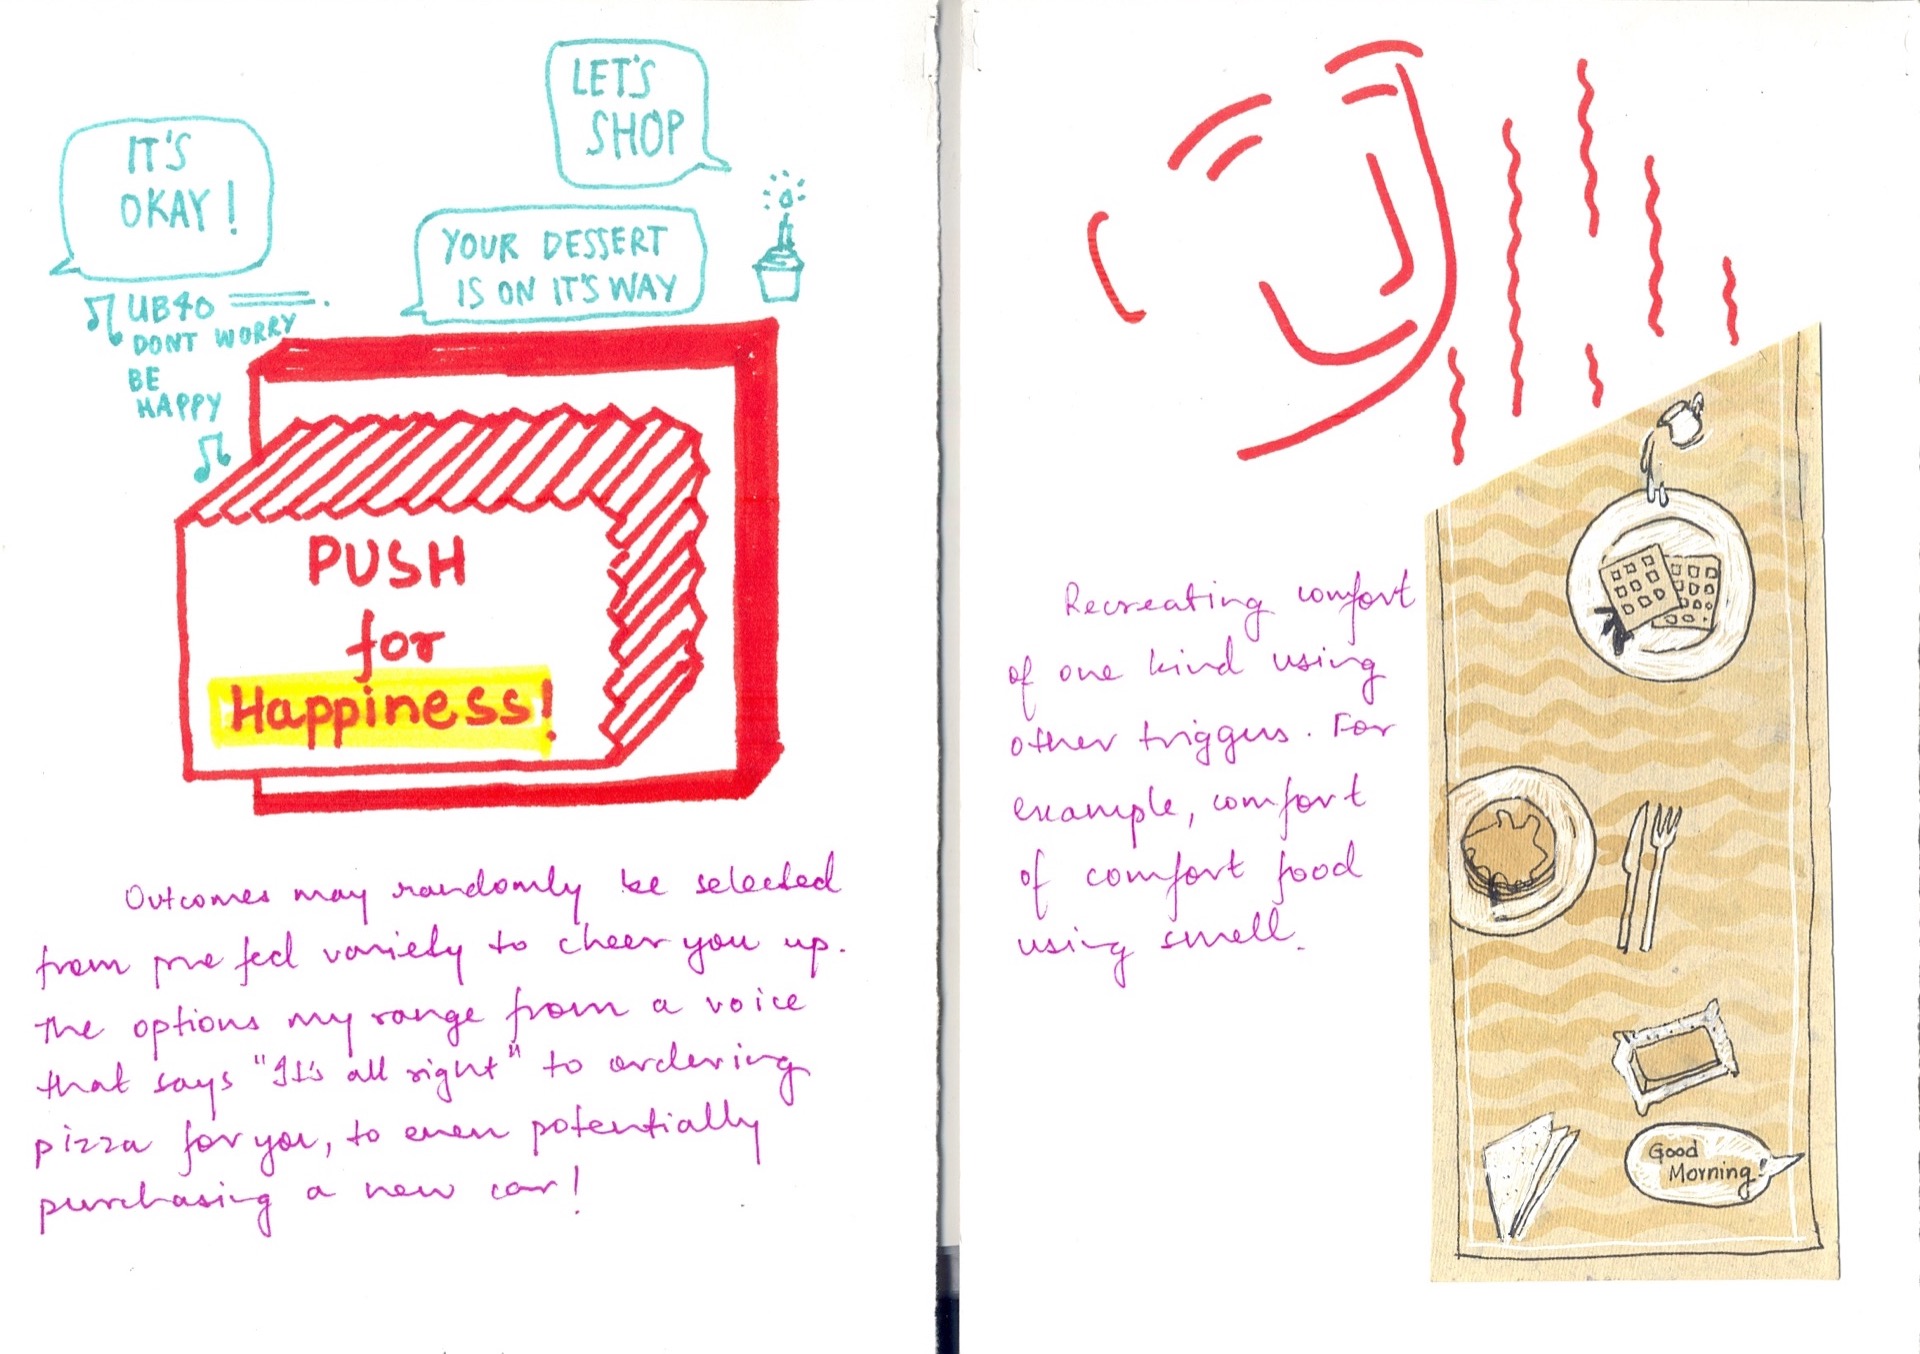 IT'S
OKAY!
LET'S
SHOP
YOUR DESSERT
IS ON IT'S WAY
UB40
DONT WORRY
BE
HAPPY
PUSH
for
Happiness!
Outcomes may randomly be selected
from pre fed variety to cheer you up.
The options my range from a voice
that says "It's all right" to ordering
pizza for you, to even potentially
purchasing a new car!
Recreating comfort
of one kind using
other triggers. For
example, comfort
of comfort food
using smell.
Good
Morning!